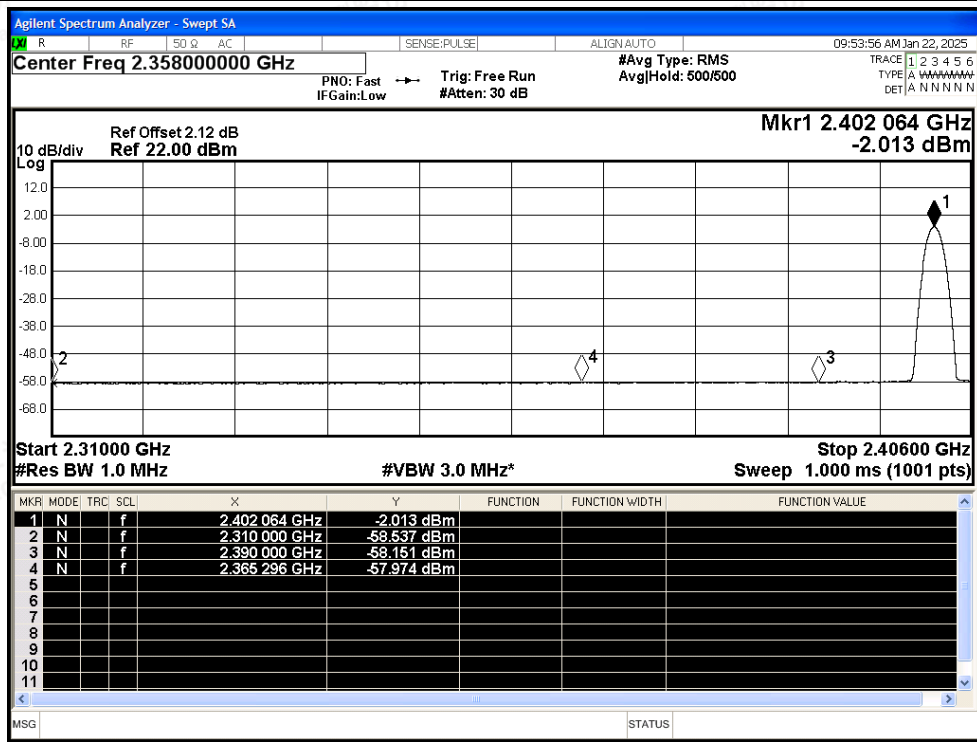 Agilent Spectrum Analyzer - Swept SA
LXI R RF 50 Ω AC SENSE:PULSE ALIGN AUTO 09:53:56 AM Jan 22, 2025
Center Freq 2.358000000 GHz
PNO: Fast
IFGain:Low
Trig: Free Run
#Atten: 30 dB
#Avg Type: RMS
Avg|Hold: 500/500
TRACE 1 2 3 4 5 6
TYPE A WWWWW
DET A N N N N N
Mkr1 2.402 064 GHz
-2.013 dBm
Ref Offset 2.12 dB
10 dB/div Ref 22.00 dBm
Log
12.0
2.00
-8.00
-18.0
-28.0
-38.0
-48.0
-58.0
-68.0
1
2
4
3
Start 2.31000 GHz Stop 2.40600 GHz
#Res BW 1.0 MHz #VBW 3.0 MHz* Sweep 1.000 ms (1001 pts)
MKR MODE TRC SCL X Y FUNCTION FUNCTION WIDTH FUNCTION VALUE
1 N f 2.402 064 GHz -2.013 dBm
2 N f 2.310 000 GHz -58.537 dBm
3 N f 2.390 000 GHz -58.151 dBm
4 N f 2.365 296 GHz -57.974 dBm
5
6
7
8
9
10
11
MSG STATUS